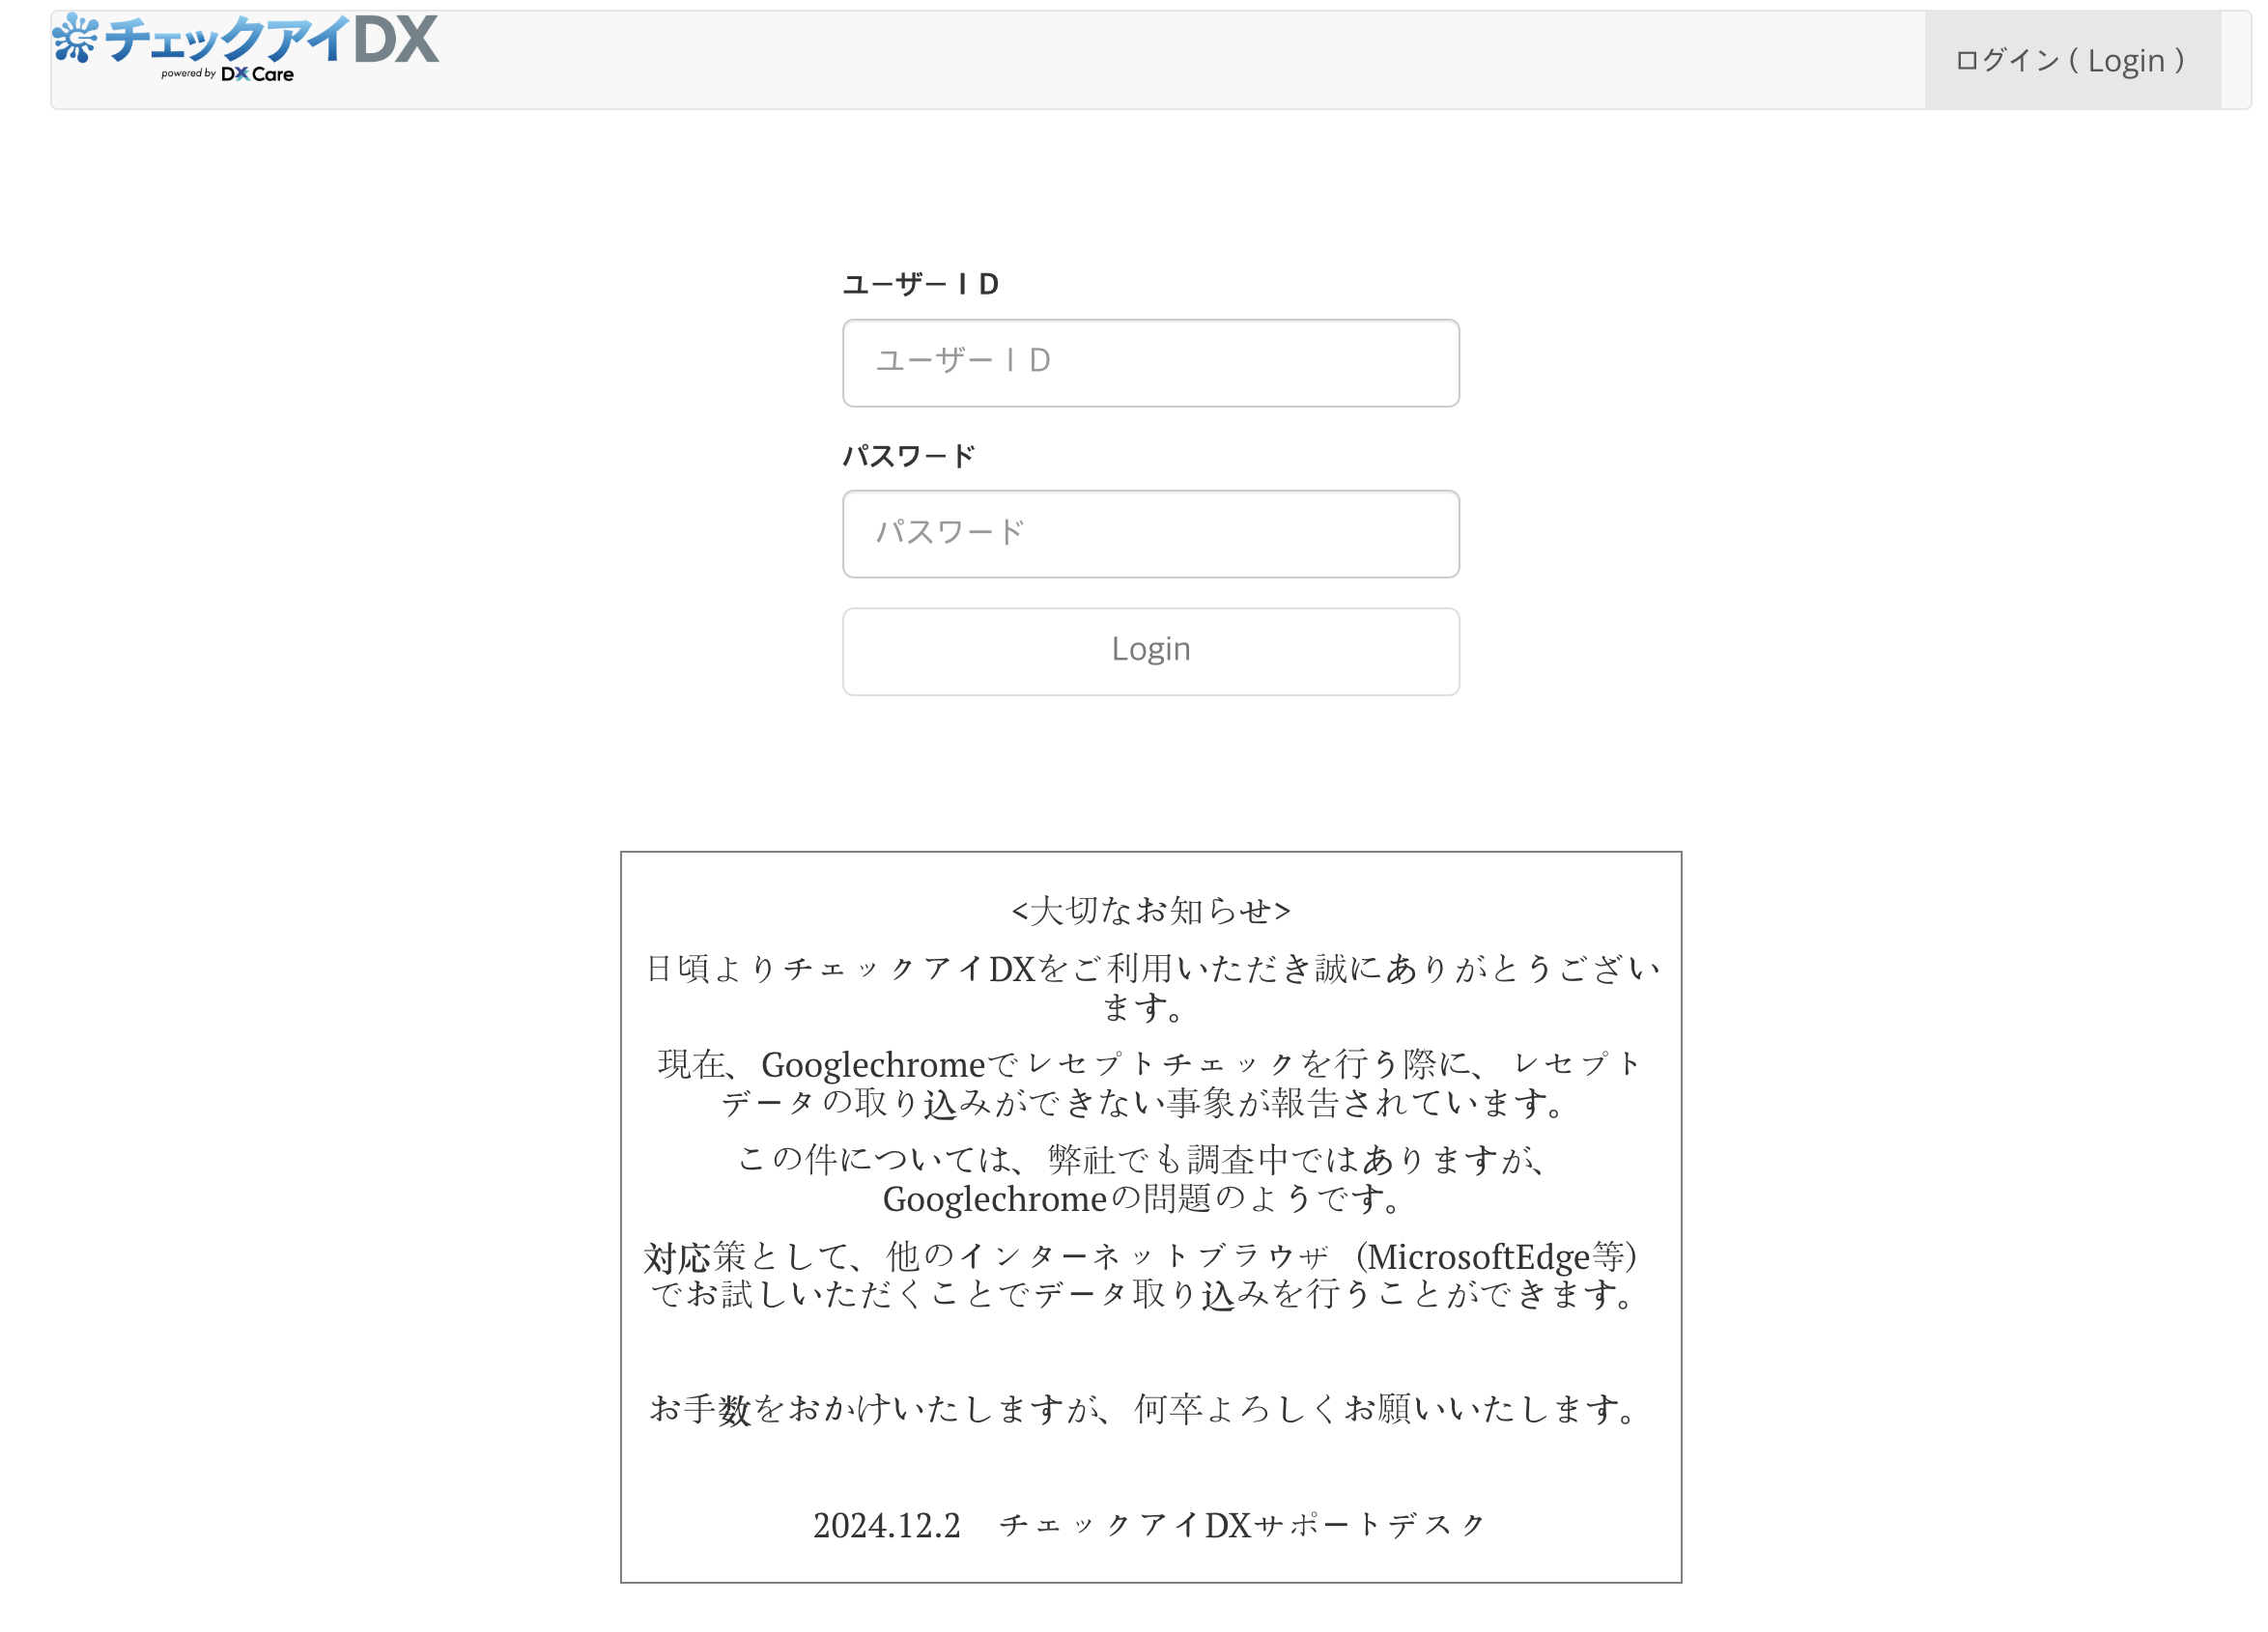 チェックアイDX
powered by DX Care
ログイン ( Login )
ユーザーＩＤ
ユーザーＩＤ
パスワード
パスワード
Login
<大切なお知らせ>
日頃よりチェックアイDXをご利用いただき誠にありがとうござい
ます。
現在、Googlechromeでレセプトチェックを行う際に、レセプト
データの取り込みができない事象が報告されています。
この件については、弊社でも調査中ではありますが、
Googlechromeの問題のようです。
対応策として、他のインターネットブラウザ（MicrosoftEdge等）
でお試しいただくことでデータ取り込みを行うことができます。
お手数をおかけいたしますが、何卒よろしくお願いいたします。
2024.12.2　チェックアイDXサポートデスク